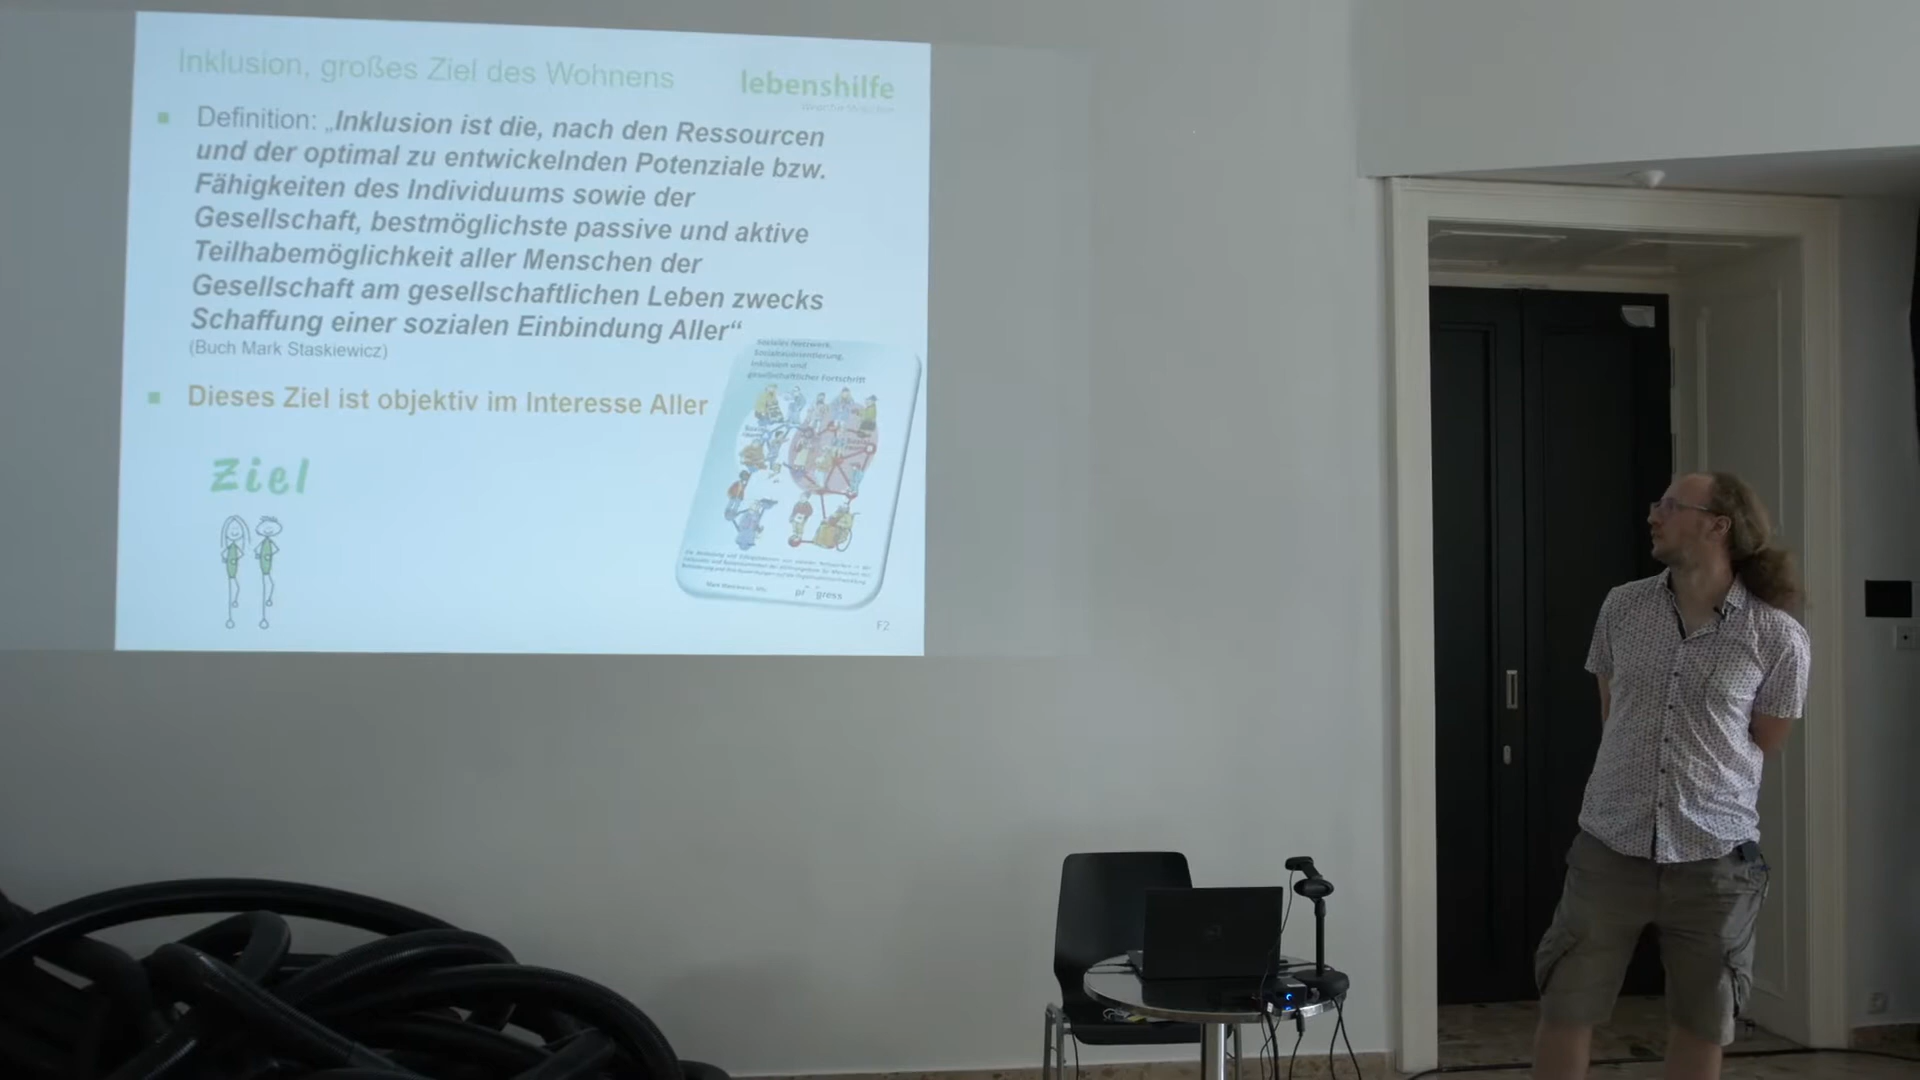 Inklusion, großes Ziel des Wohnens
lebenshilfe
Definition: „Inklusion ist die, nach den Ressourcen
und der optimal zu entwickelnden Potenziale bzw.
Fähigkeiten des Individuums sowie der
Gesellschaft, bestmöglichste passive und aktive
Teilhabemöglichkeit aller Menschen der
Gesellschaft am gesellschaftlichen Leben zwecks
Schaffung einer sozialen Einbindung Aller“
(Buch Mark Staskiewicz)
Soziales Netzwerk,
Sozialraumorientierung,
Inklusion und
gesellschaftlicher Fortschritt
Dieses Ziel ist objektiv im Interesse Aller
Ziel
F2